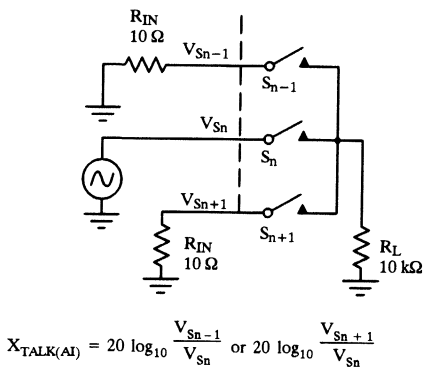 R_IN
10 Ω
V_Sn−1
S_n−1
V_Sn
S_n
V_Sn+1
S_n+1
R_IN
10 Ω
R_L
10 kΩ
X_TALK(AI) = 20 log_10 V_Sn−1 / V_Sn or 20 log_10 V_Sn + 1 / V_Sn